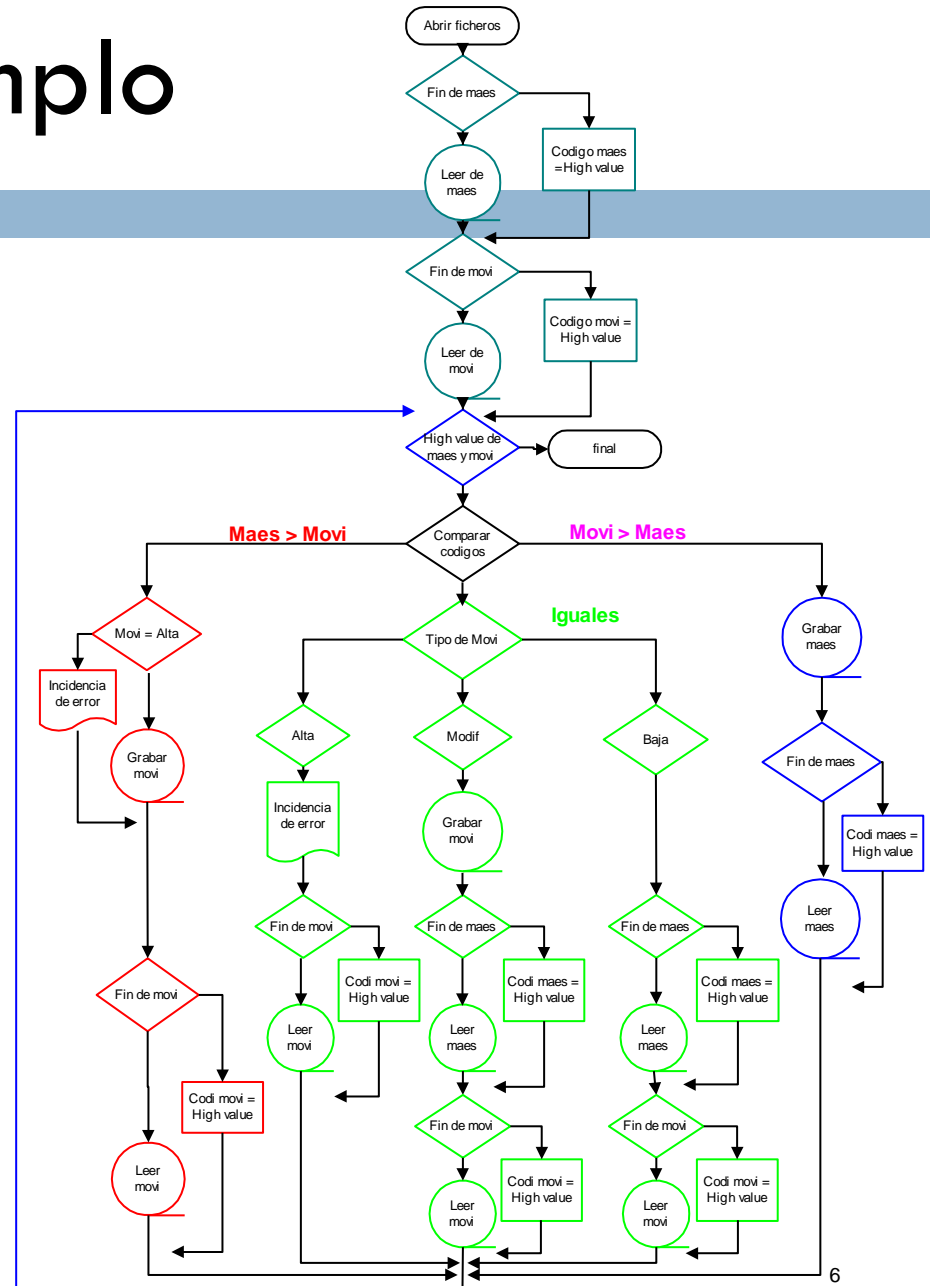 mplo
Abrir ficheros
Fin de maes
Codigo maes
=High value
Leer de
maes
Fin de movi
Codigo movi =
High value
Leer de
movi
High value de
maes y movi
final
Maes > Movi
Comparar
codigos
Movi > Maes
Movi = Alta
Incidencia
de error
Grabar
movi
Fin de movi
Codi movi =
High value
Leer
movi
Iguales
Tipo de Movi
Alta
Incidencia
de error
Fin de movi
Codi movi =
High value
Leer
movi
Modif
Grabar
movi
Fin de maes
Codi maes =
High value
Leer
maes
Fin de movi
Codi movi =
High value
Leer
movi
Baja
Fin de maes
Codi maes =
High value
Leer
maes
Fin de movi
Codi movi =
High value
Leer
movi
Grabar
maes
Fin de maes
Codi maes =
High value
Leer
maes
6